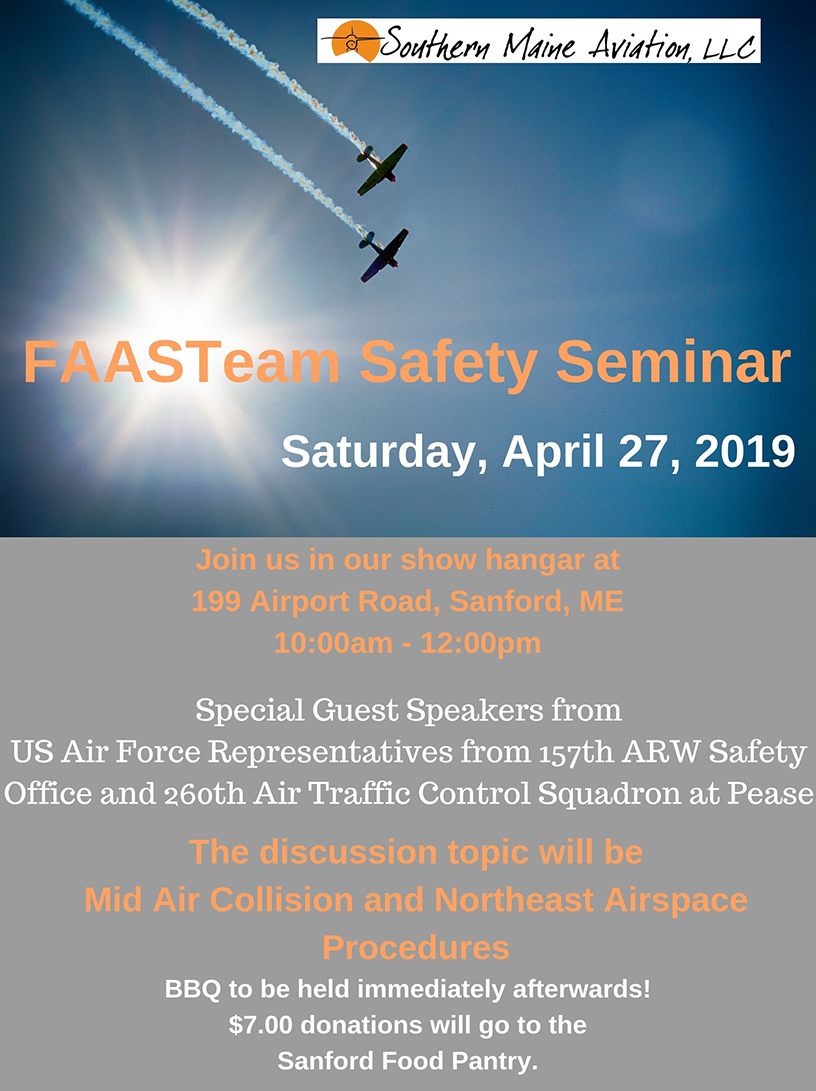 Southern Maine Aviation, LLC
FAASTeam Safety Seminar
Saturday, April 27, 2019
Join us in our show hangar at
199 Airport Road, Sanford, ME
10:00am - 12:00pm
Special Guest Speakers from
US Air Force Representatives from 157th ARW Safety
Office and 260th Air Traffic Control Squadron at Pease
The discussion topic will be
Mid Air Collision and Northeast Airspace
Procedures
BBQ to be held immediately afterwards!
$7.00 donations will go to the
Sanford Food Pantry.